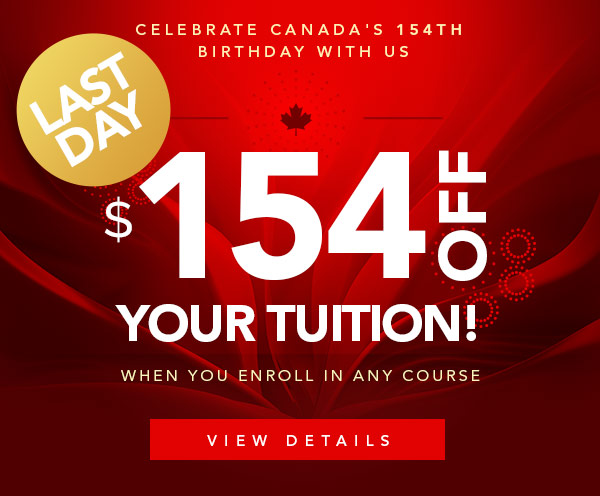 CELEBRATE CANADA'S 154TH
BIRTHDAY WITH US
LAST
DAY
$154 OFF
YOUR TUITION!
WHEN YOU ENROLL IN ANY COURSE
VIEW DETAILS